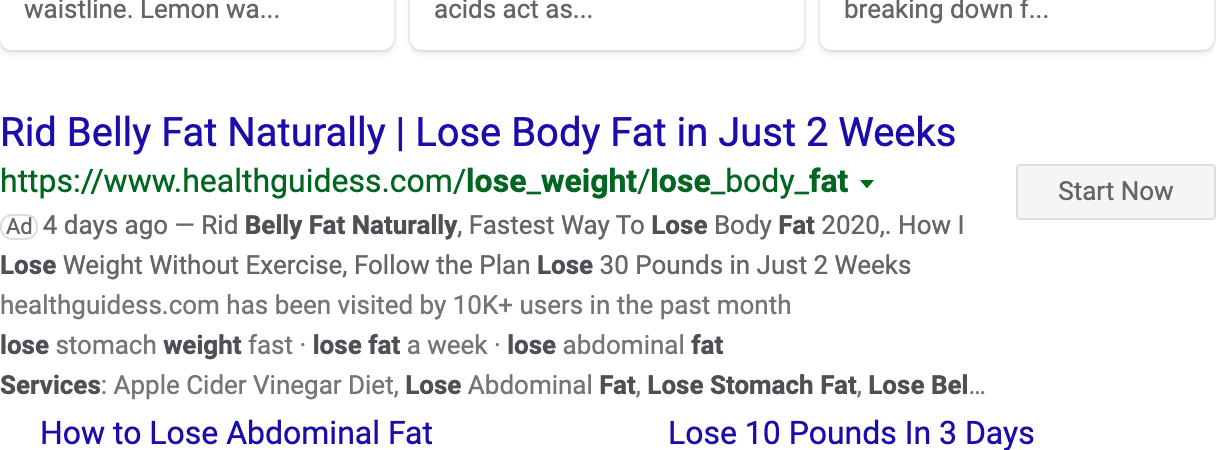 waistline. Lemon wa...
acids act as...
breaking down f...
Rid Belly Fat Naturally | Lose Body Fat in Just 2 Weeks
https://www.healthguidess.com/lose_weight/lose_body_fat
Start Now
Ad 4 days ago — Rid Belly Fat Naturally, Fastest Way To Lose Body Fat 2020,. How I
Lose Weight Without Exercise, Follow the Plan Lose 30 Pounds in Just 2 Weeks
healthguidess.com has been visited by 10K+ users in the past month
lose stomach weight fast · lose fat a week · lose abdominal fat
Services: Apple Cider Vinegar Diet, Lose Abdominal Fat, Lose Stomach Fat, Lose Bel...
How to Lose Abdominal Fat
Lose 10 Pounds In 3 Days